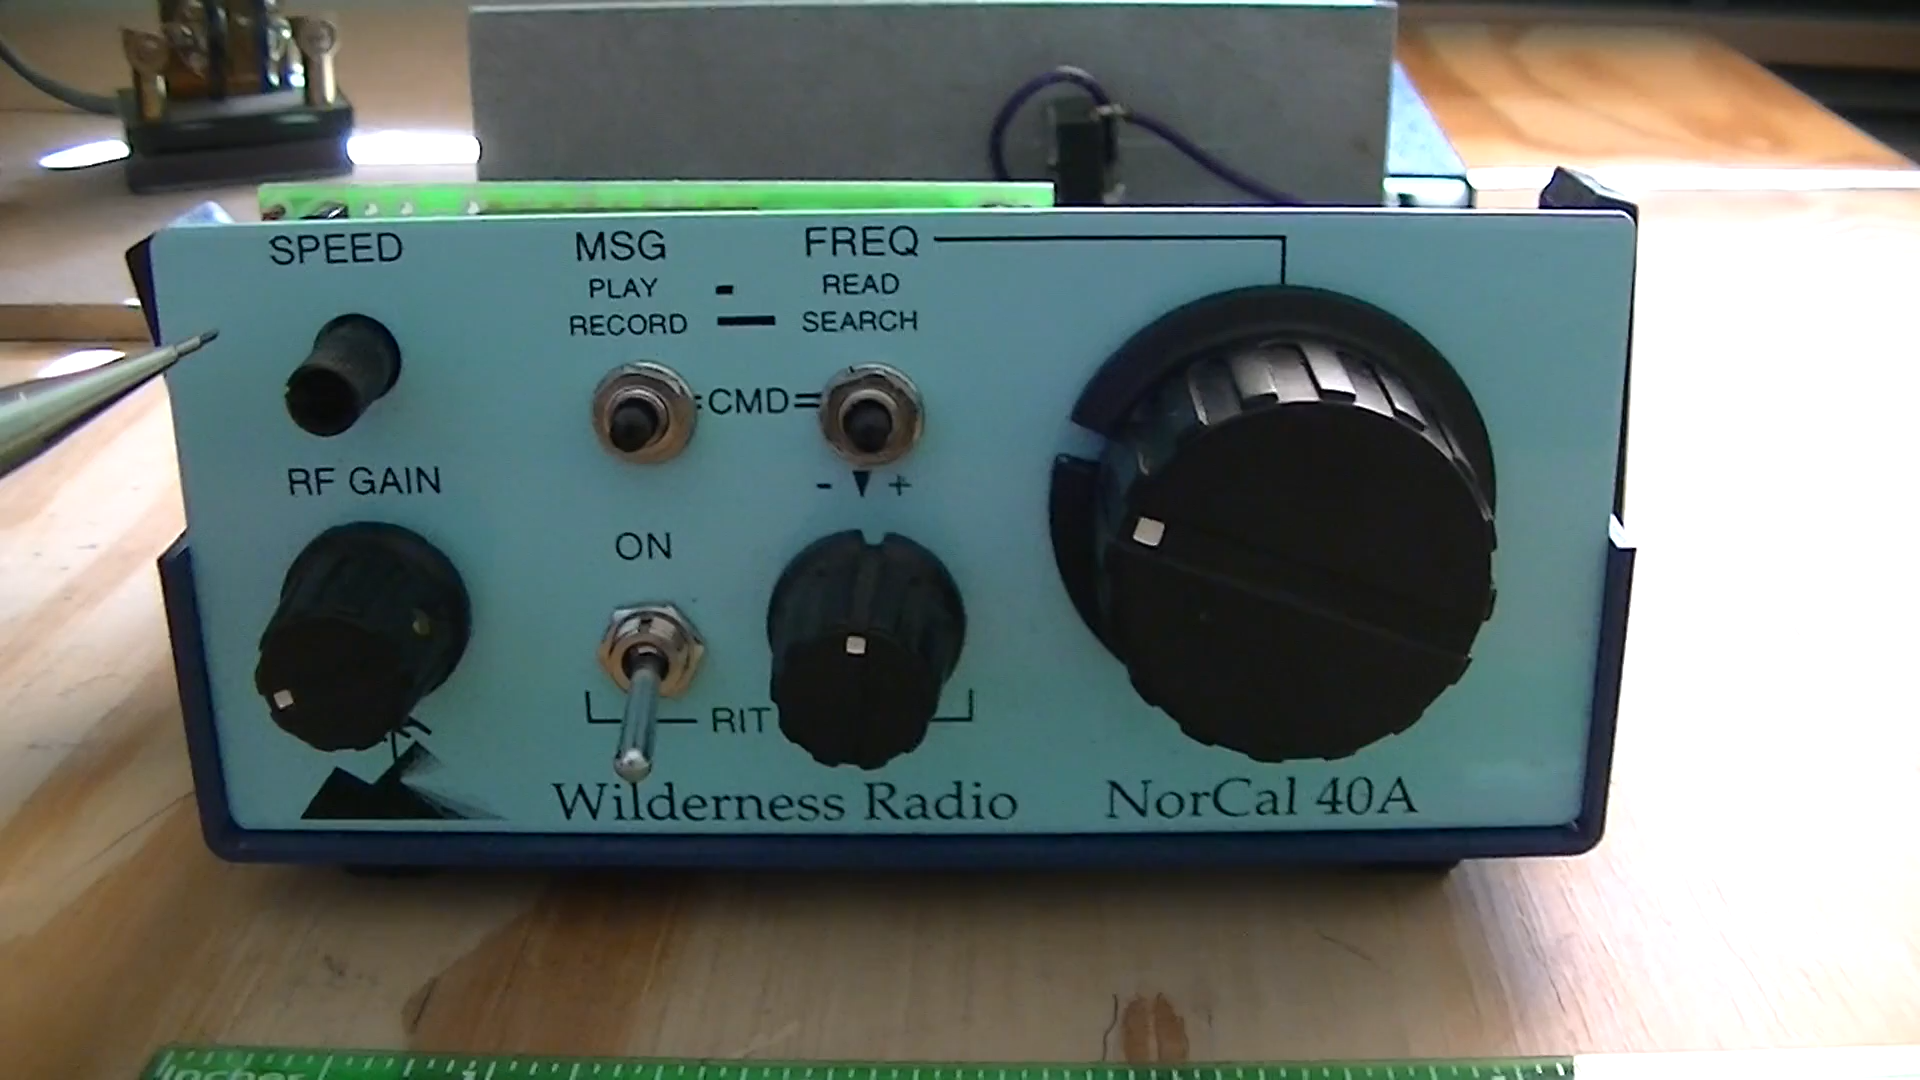 SPEED
MSG
FREQ
PLAY - READ
RECORD — SEARCH
=CMD=
RF GAIN
- +
ON
RIT
Wilderness Radio
NorCal 40A